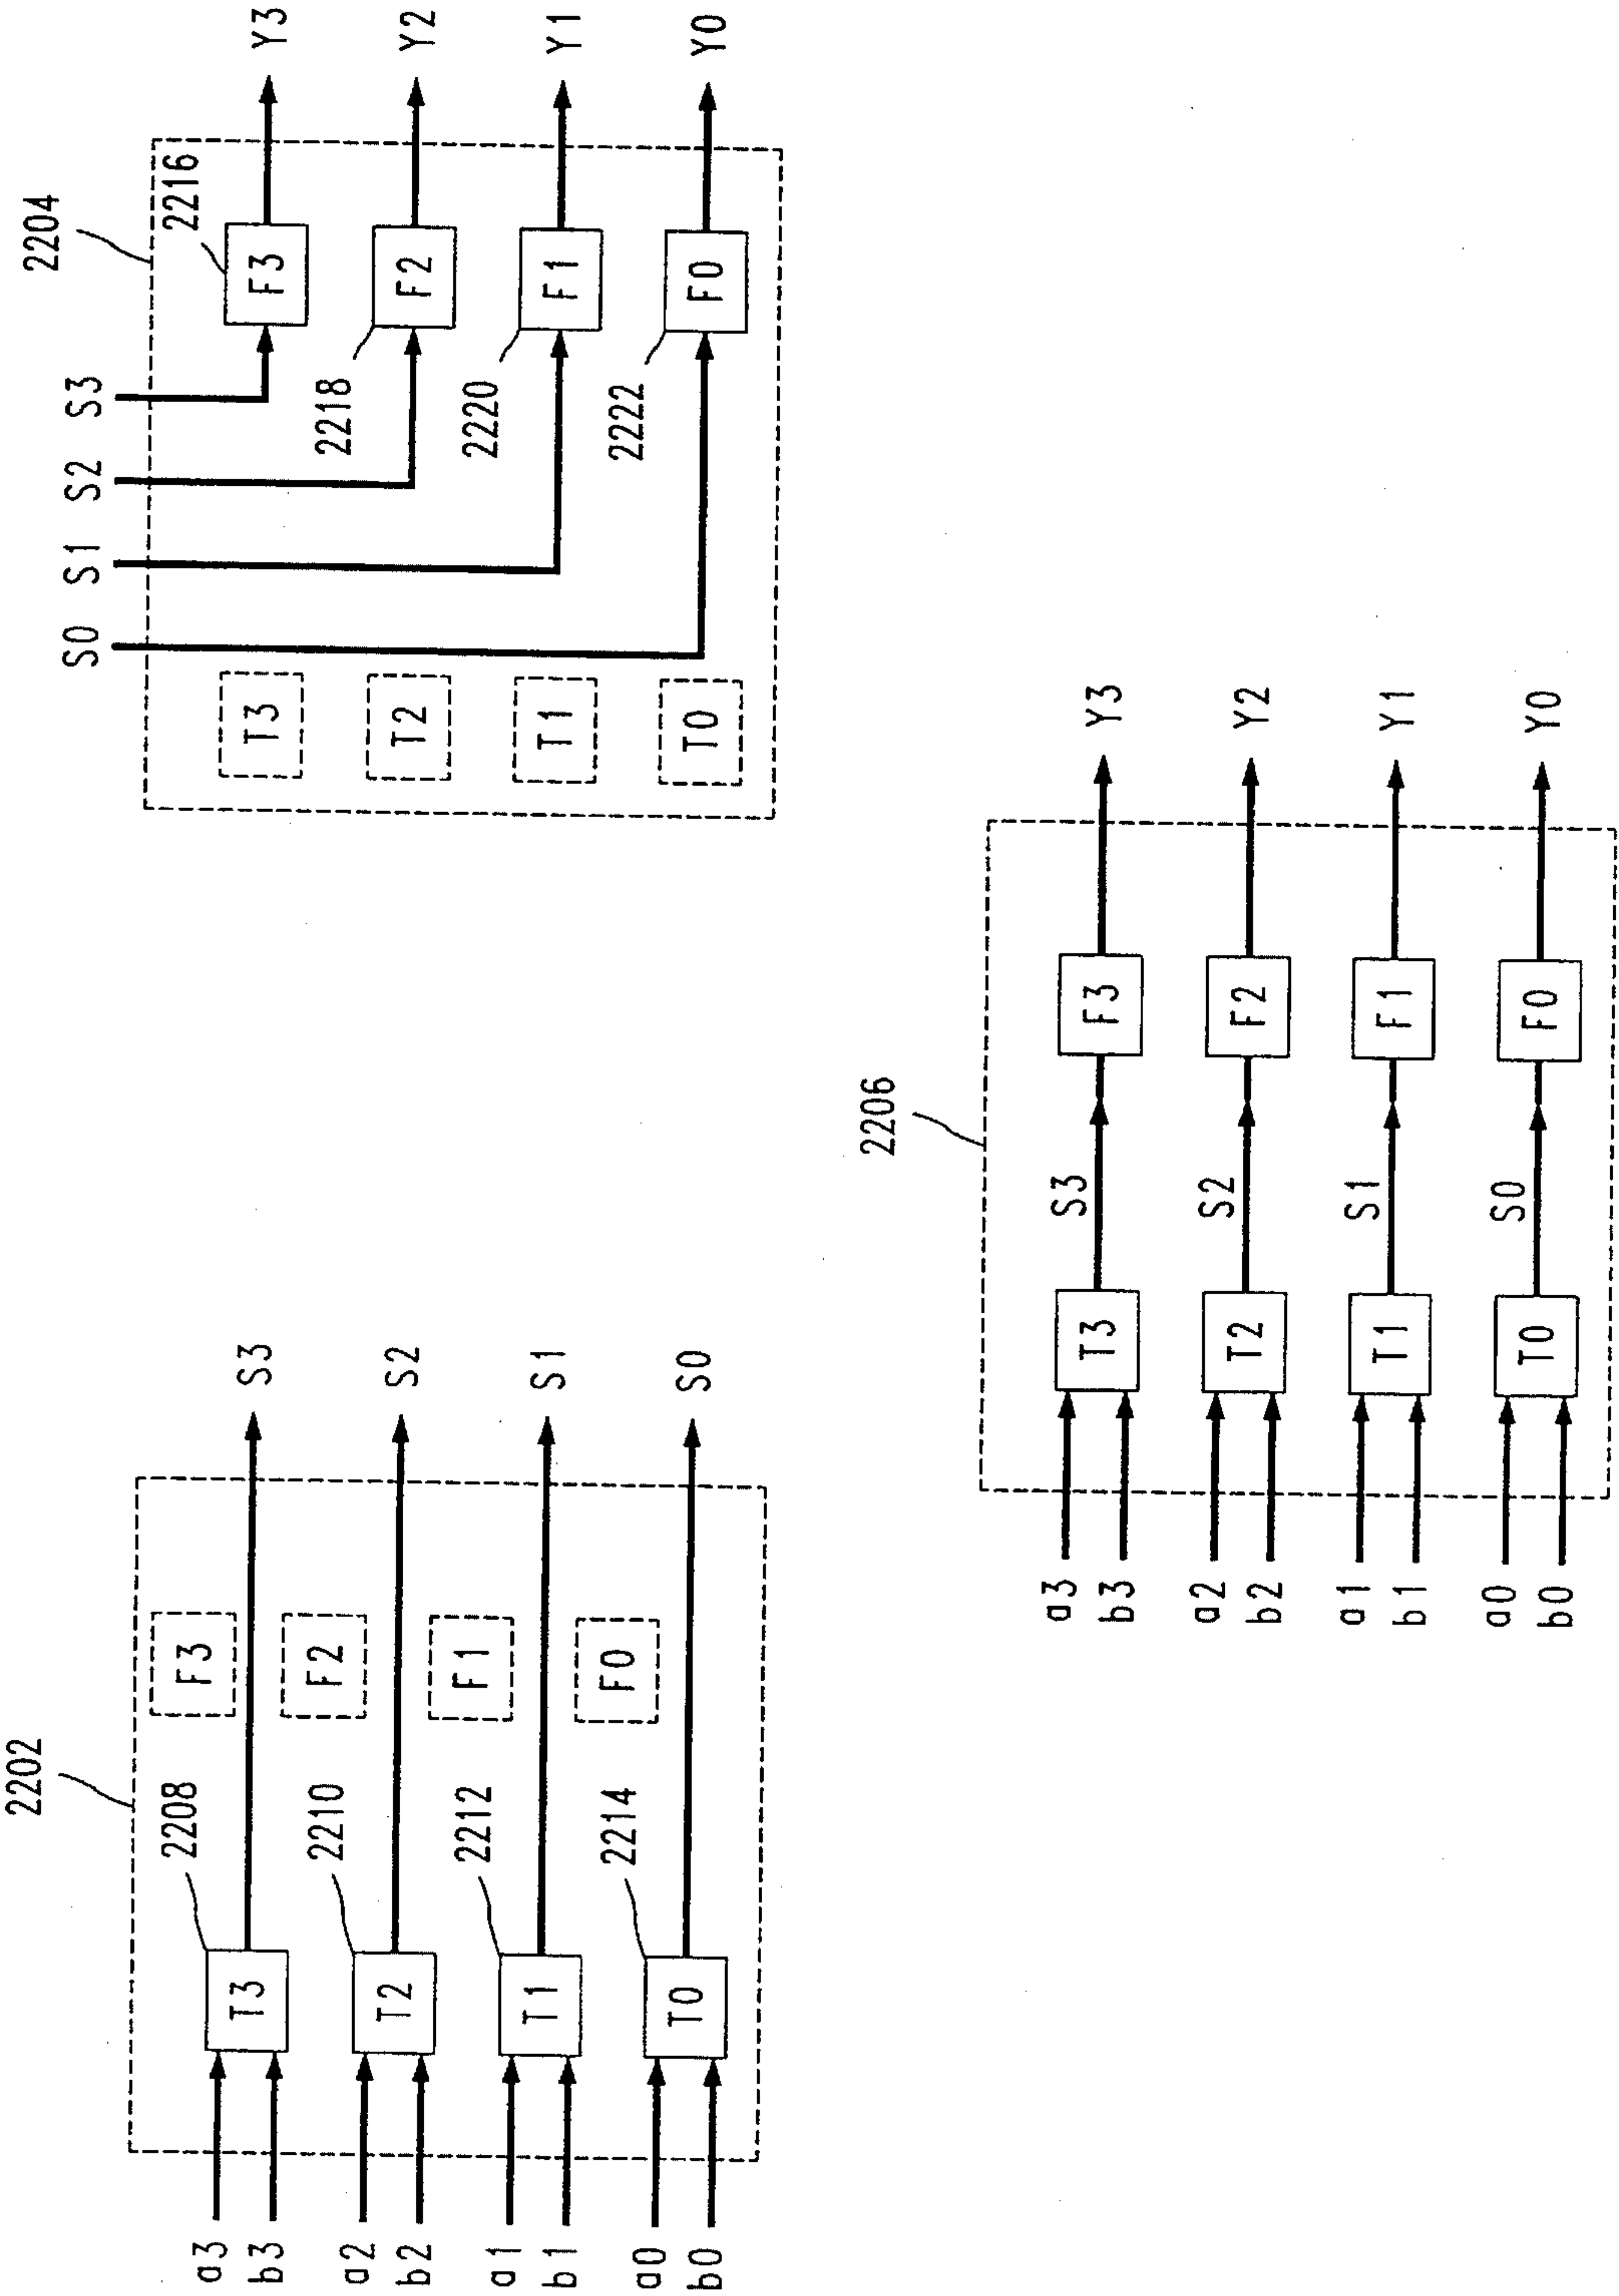 2204
S0 S1 S2 S3
2216
T3 F3 Y3
T2 2218 F2 Y2
T1 2220 F1 Y1
T0 2222 F0 Y0
2202
2208
a3
b3
T3 F3 S3
2210
a2
b2
T2 F2 S2
2212
a1
b1
T1 F1 S1
2214
a0
b0
T0 F0 S0
2206
a3
b3
T3 S3 F3 Y3
a2
b2
T2 S2 F2 Y2
a1
b1
T1 S1 F1 Y1
a0
b0
T0 S0 F0 Y0